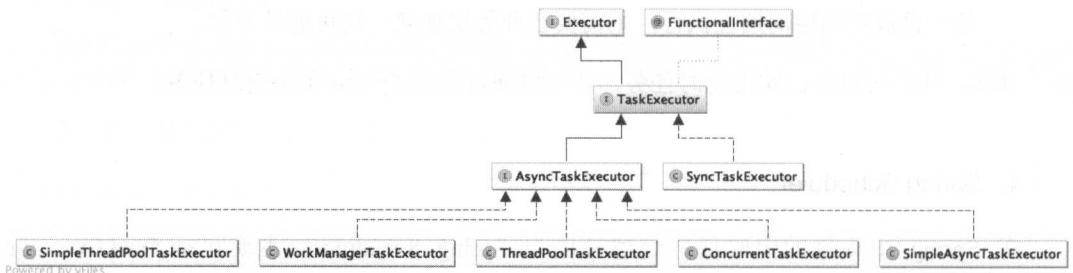 Executor FunctionalInterface
TaskExecutor
AsyncTaskExecutor SyncTaskExecutor
SimpleThreadPoolTaskExecutor WorkManagerTaskExecutor ThreadPoolTaskExecutor ConcurrentTaskExecutor SimpleAsyncTaskExecutor
Powered by yFiles